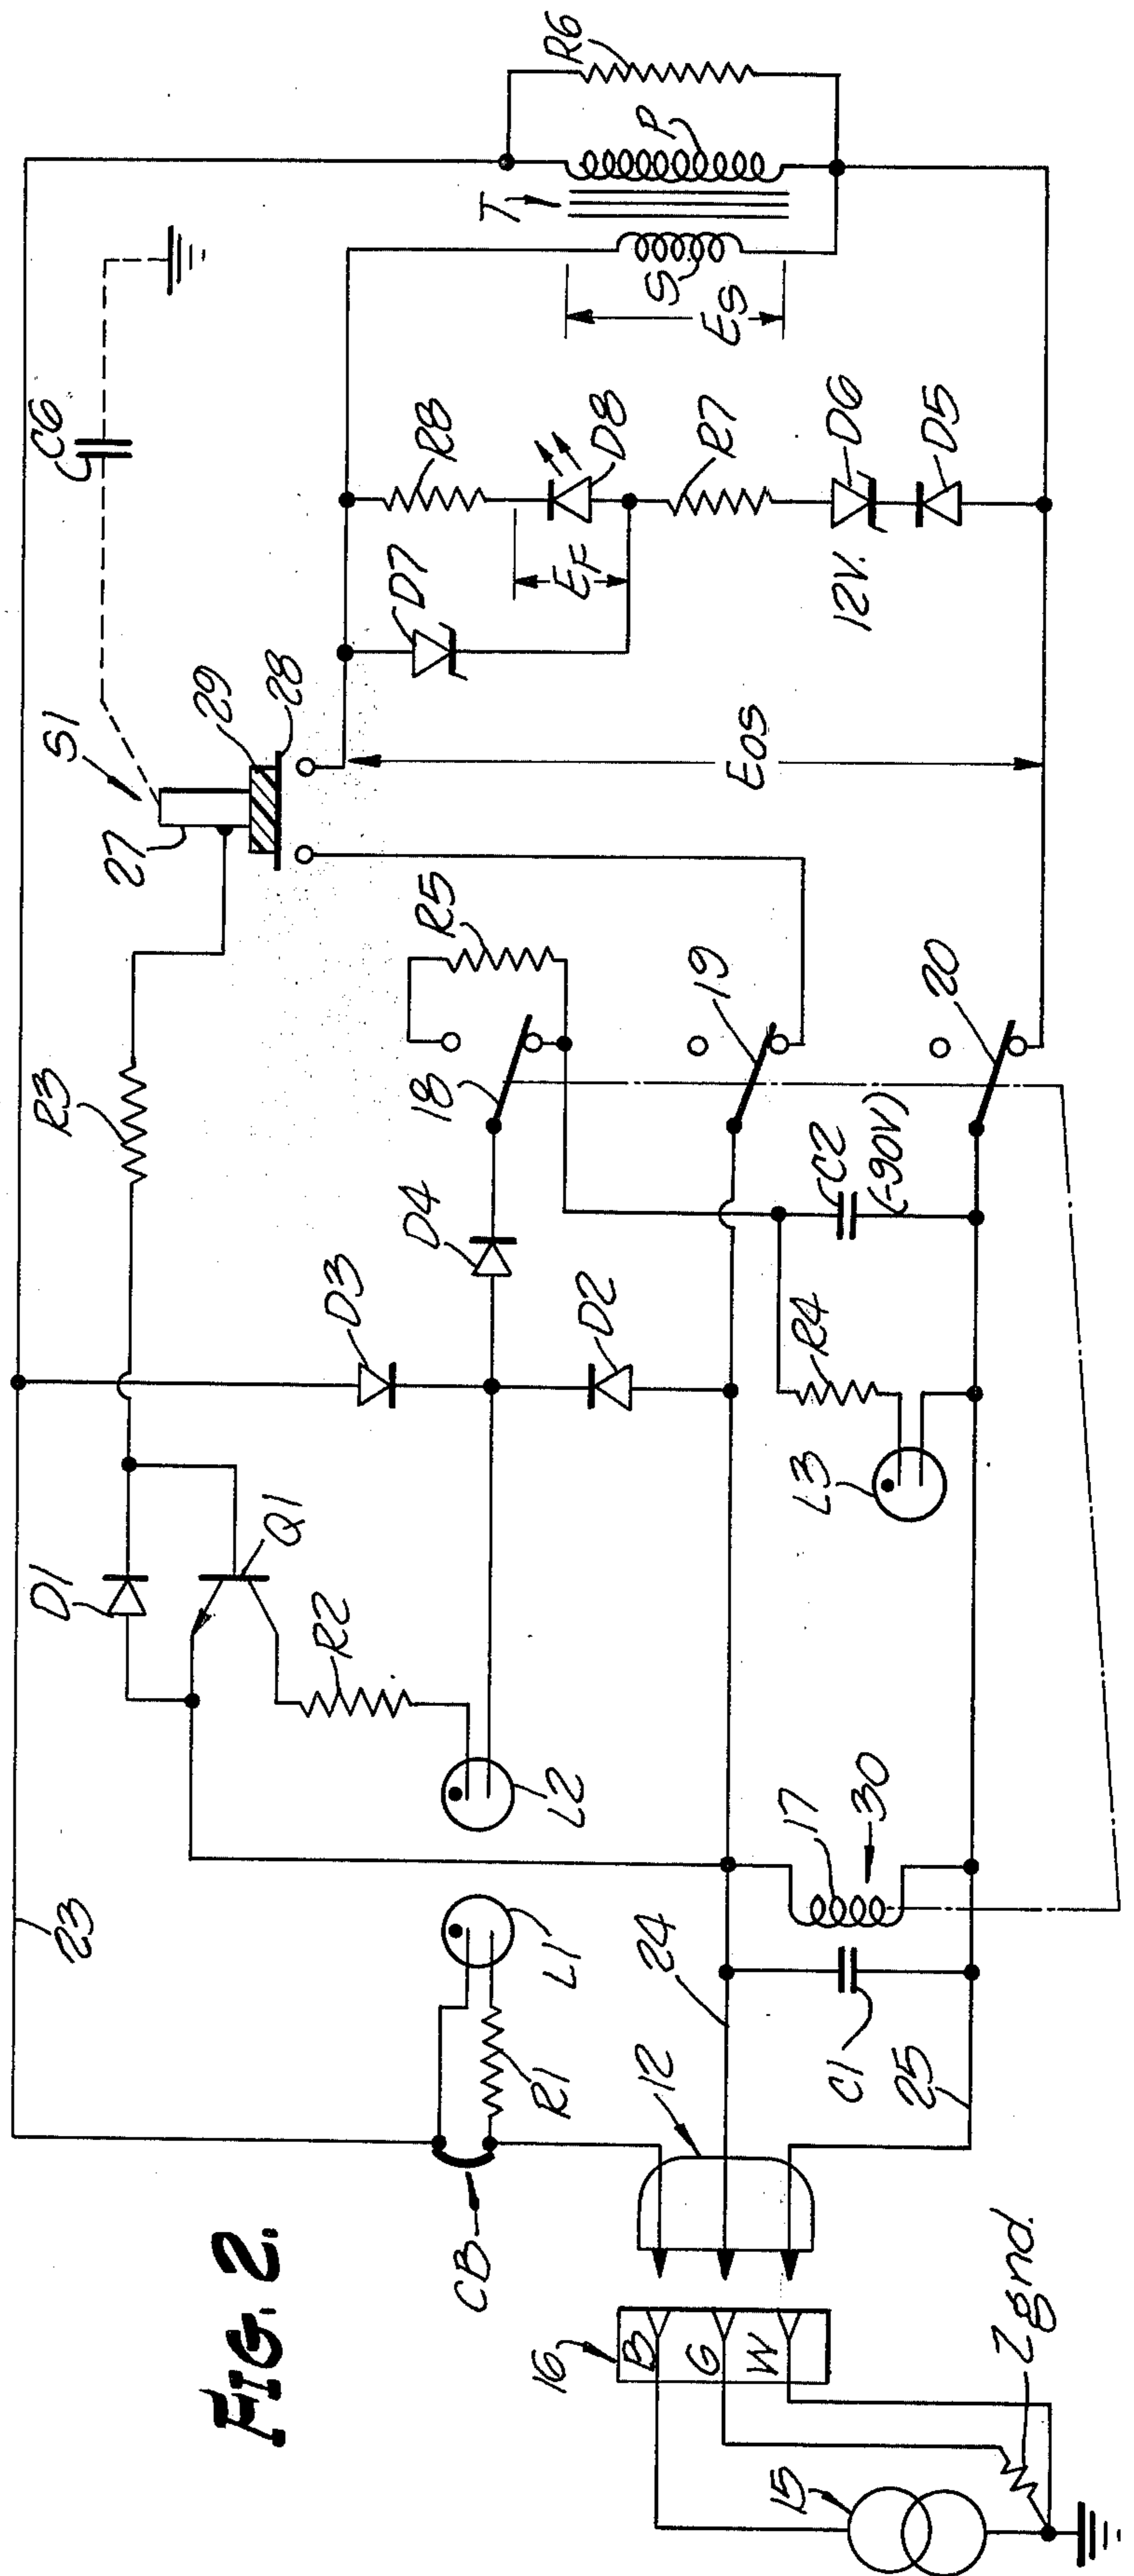 FIG. 2.
23
CB
R1
L1
D1
Q1
R2
L2
R3
D3
D4
D2
S1
27
29
28
C6
18
R5
19
20
16
B
G
W
12
24
25
C1
17
30
L3
R4
C2
(-90V)
15
Z gnd.
D7
R8
D8
EF
R7
12V.
D6
D5
EOS
T
S
ES
P
R6